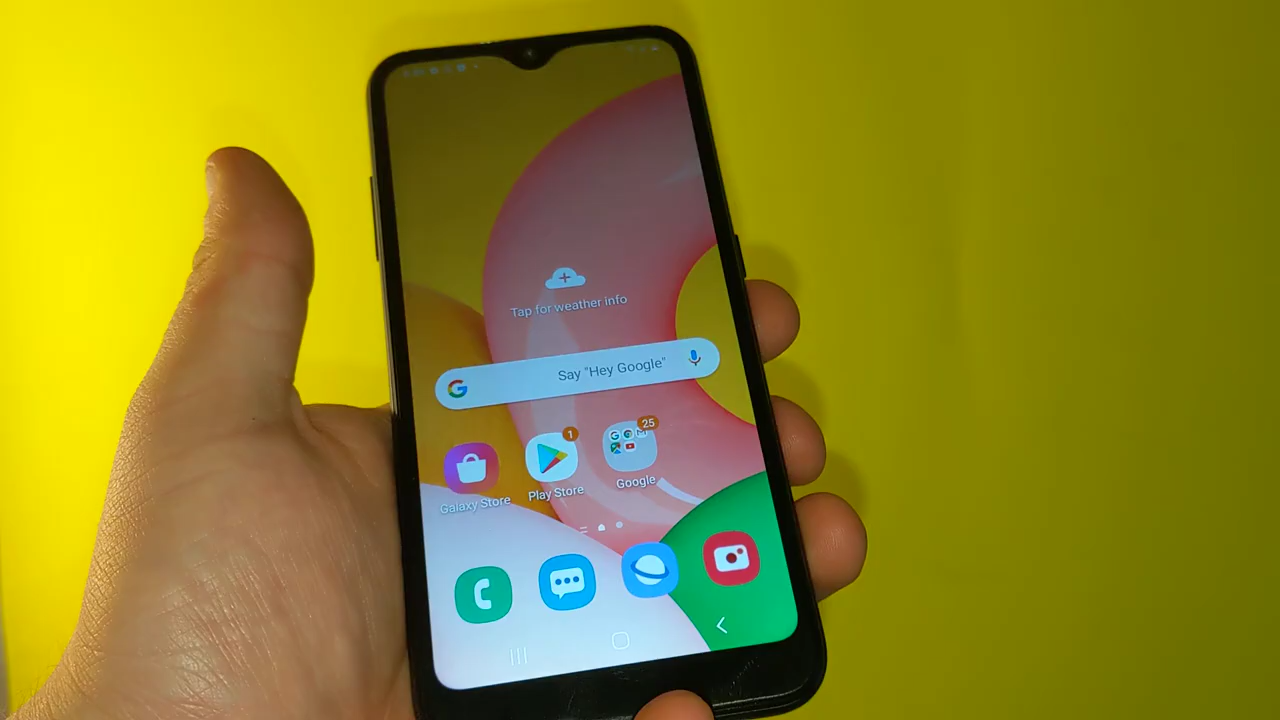 Tap for weather info
Say "Hey Google"
1
25
Galaxy Store
Play Store
Google